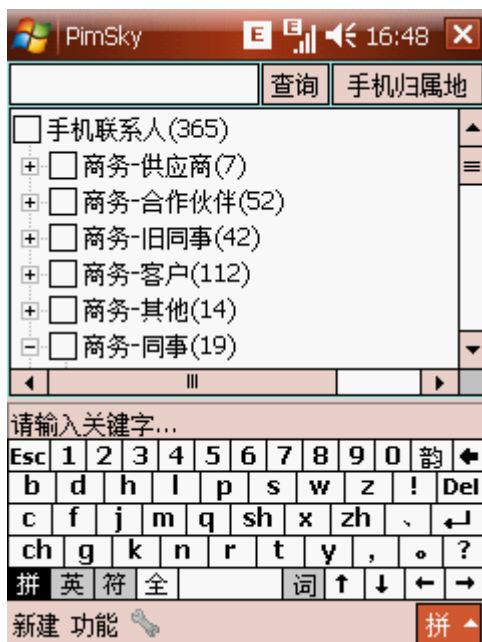 PimSky E E 16:48
查询 手机归属地
手机联系人(365)
商务-供应商(7)
商务-合作伙伴(52)
商务-旧同事(42)
商务-客户(112)
商务-其他(14)
商务-同事(19)
请输入关键字...
Esc 1 2 3 4 5 6 7 8 9 0 韵
b d h l p s w z ! Del
c f j m q sh x zh 、
ch g k n r t y , 。 ?
拼 英 符 全 词 ↑ ↓ ← →
新建 功能 拼